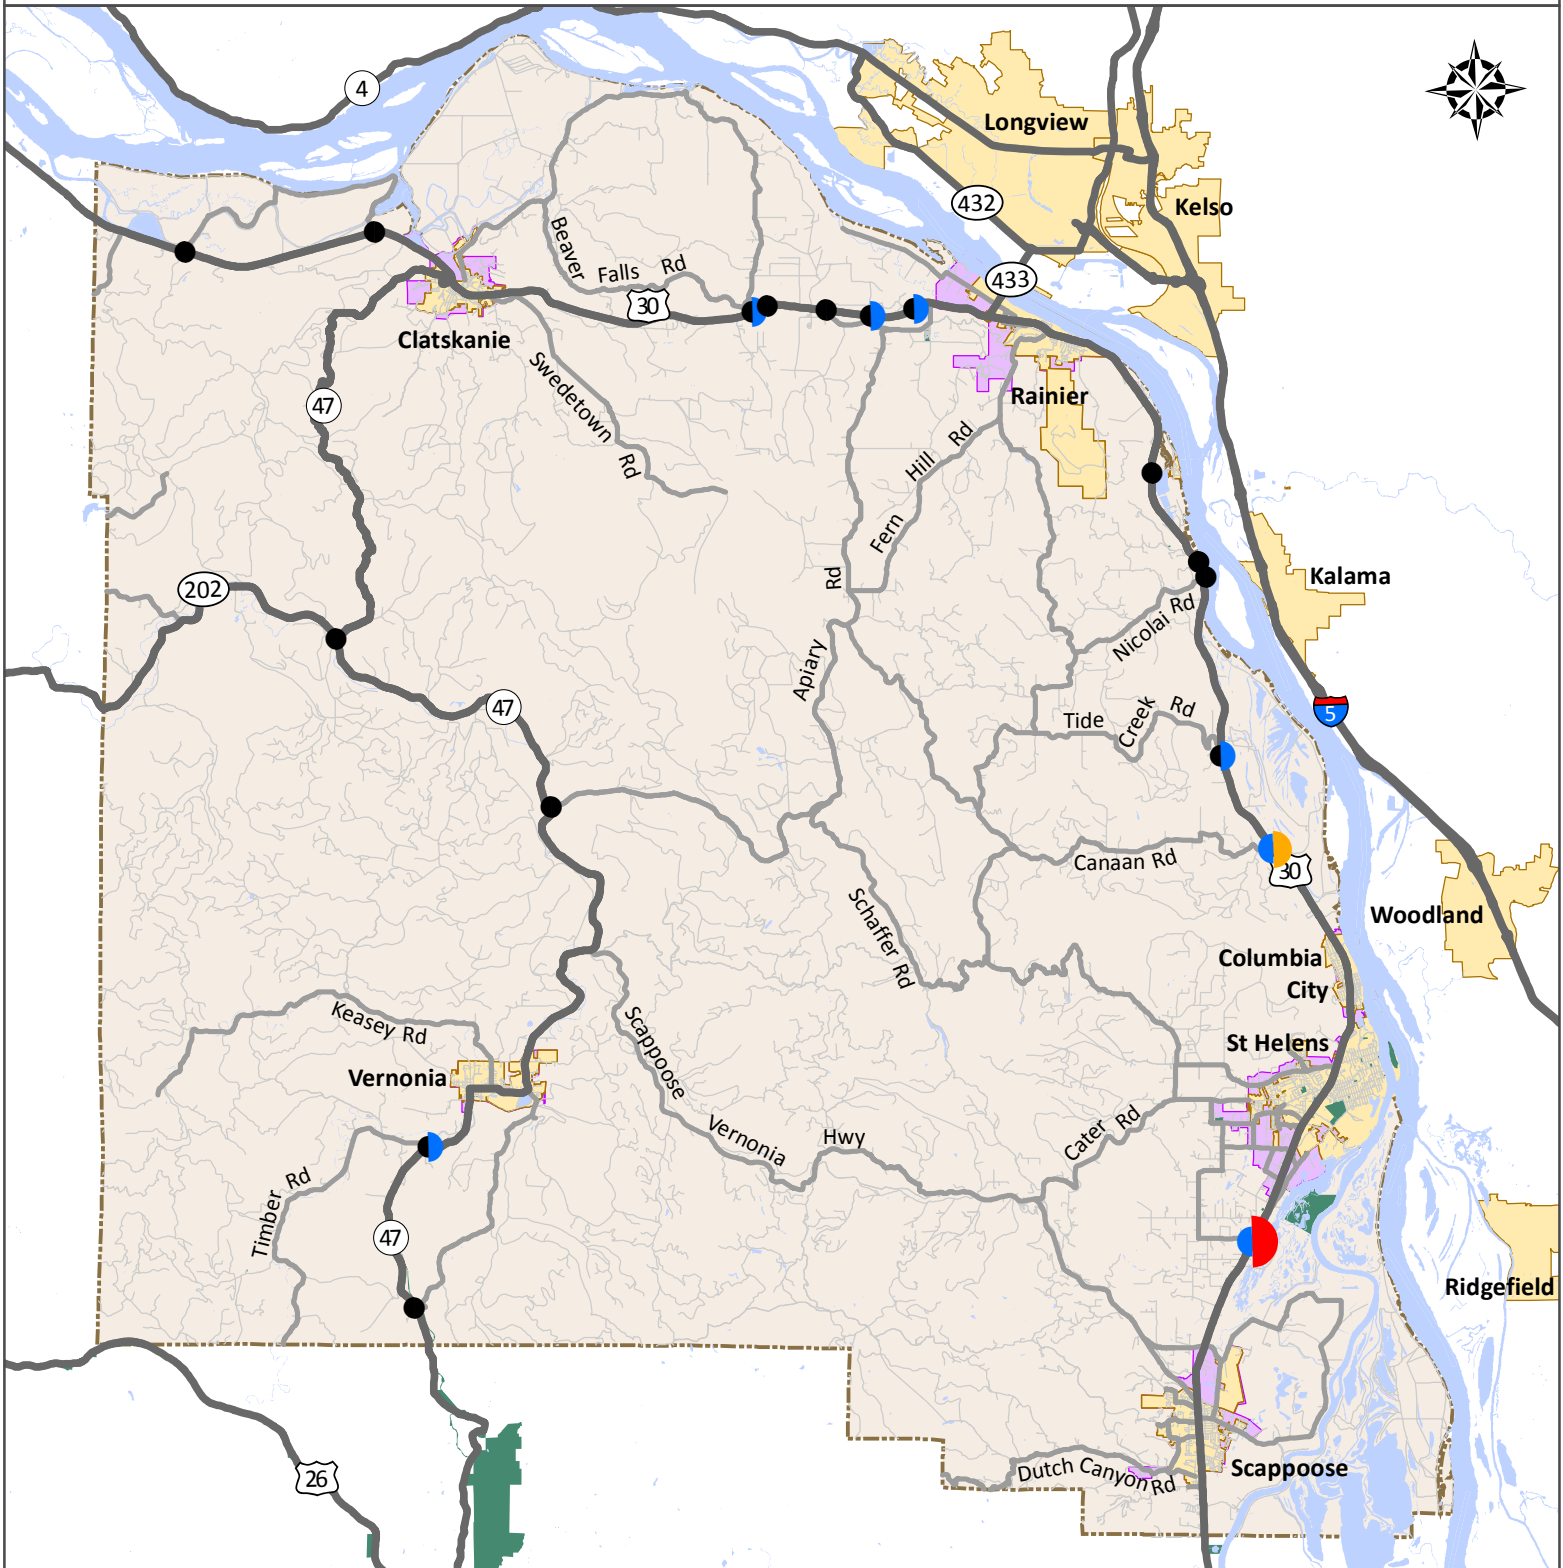 4
Longview
432
Kelso
Beaver
Falls Rd
433
30
Clatskanie
Swedetown
Rd
Rainier
47
Hill Rd
Fern
Rd
Kalama
202
Nicolai Rd
Apiary
47
Tide
Creek
Rd
5
Canaan Rd
30
Schaffer Rd
Woodland
Columbia
City
Keasey Rd
Scappoose
St Helens
Vernonia
Vernonia
Hwy
Cater Rd
Timber Rd
47
Ridgefield
Scappoose
Dutch Canyon Rd
26